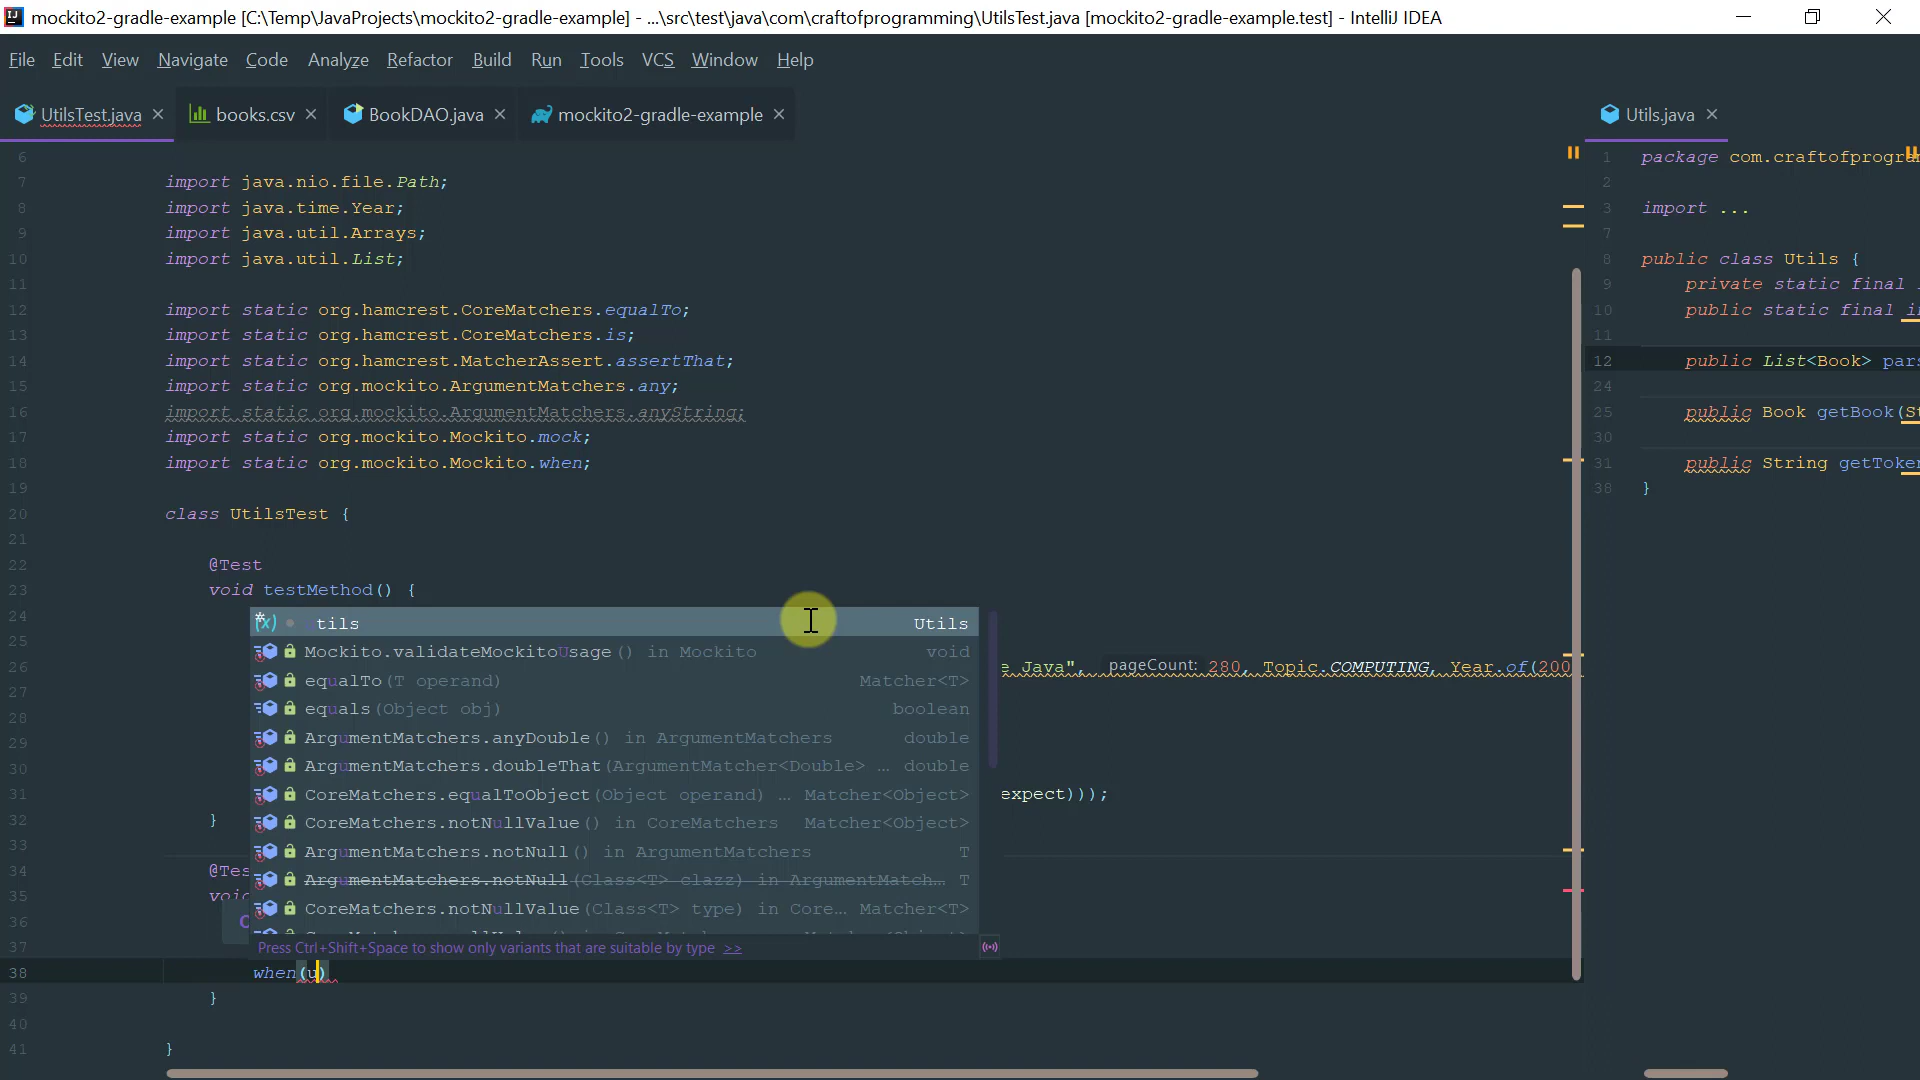 mockito2-gradle-example [C:\Temp\JavaProjects\mockito2-gradle-example] - ...\src\test\java\com\craftofprogramming\UtilsTest.java [mockito2-gradle-example.test] - IntelliJ IDEA
File Edit View Navigate Code Analyze Refactor Build Run Tools VCS Window Help
UtilsTest.java books.csv BookDAO.java mockito2-gradle-example Utils.java
6
7 import java.nio.file.Path;
8 import java.time.Year;
9 import java.util.Arrays;
10 import java.util.List;
11
12 import static org.hamcrest.CoreMatchers.equalTo;
13 import static org.hamcrest.CoreMatchers.is;
14 import static org.hamcrest.MatcherAssert.assertThat;
15 import static org.mockito.ArgumentMatchers.any;
16 import static org.mockito.ArgumentMatchers.anyString;
17 import static org.mockito.Mockito.mock;
18 import static org.mockito.Mockito.when;
19
20 class UtilsTest {
21
22 @Test
23 void testMethod() {
24
25
26 e Java", pageCount: 280, Topic.COMPUTING, Year.of(200
27
28
29
30
31 expect)));
32 }
33
34 @Tes
35 voic
36
37
38 when(u)
39 }
40
41 }
utils Utils
Mockito.validateMockitoUsage() in Mockito void
equalTo(T operand) Matcher<T>
equals(Object obj) boolean
ArgumentMatchers.anyDouble() in ArgumentMatchers double
ArgumentMatchers.doubleThat(ArgumentMatcher<Double> ... double
CoreMatchers.equalToObject(Object operand) ... Matcher<Object>
CoreMatchers.notNullValue() in CoreMatchers Matcher<Object>
ArgumentMatchers.notNull() in ArgumentMatchers T
ArgumentMatchers.notNull(Class<T> clazz) in ArgumentMatch... T
CoreMatchers.notNullValue(Class<T> type) in Core... Matcher<T>
Press Ctrl+Shift+Space to show only variants that are suitable by type >>
1 package com.craftofprogram
2
3 import ...
7
8 public class Utils {
9 private static final
10 public static final
11
12 public List<Book> pars
24
25 public Book getBook(St
30
31 public String getToken
38 }